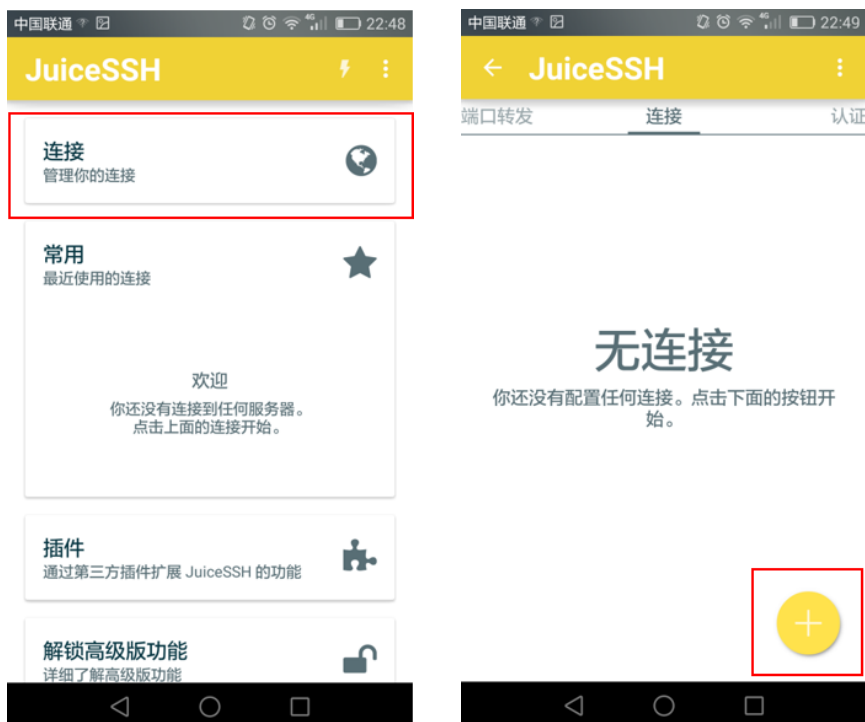 中国联通
4G
22:48
JuiceSSH
连接
管理你的连接
常用
最近使用的连接
欢迎
你还没有连接到任何服务器。
点击上面的连接开始。
插件
通过第三方插件扩展 JuiceSSH 的功能
解锁高级版功能
详细了解高级版功能
中国联通
4G
22:49
JuiceSSH
端口转发
连接
认证
无连接
你还没有配置任何连接。点击下面的按钮开
始。